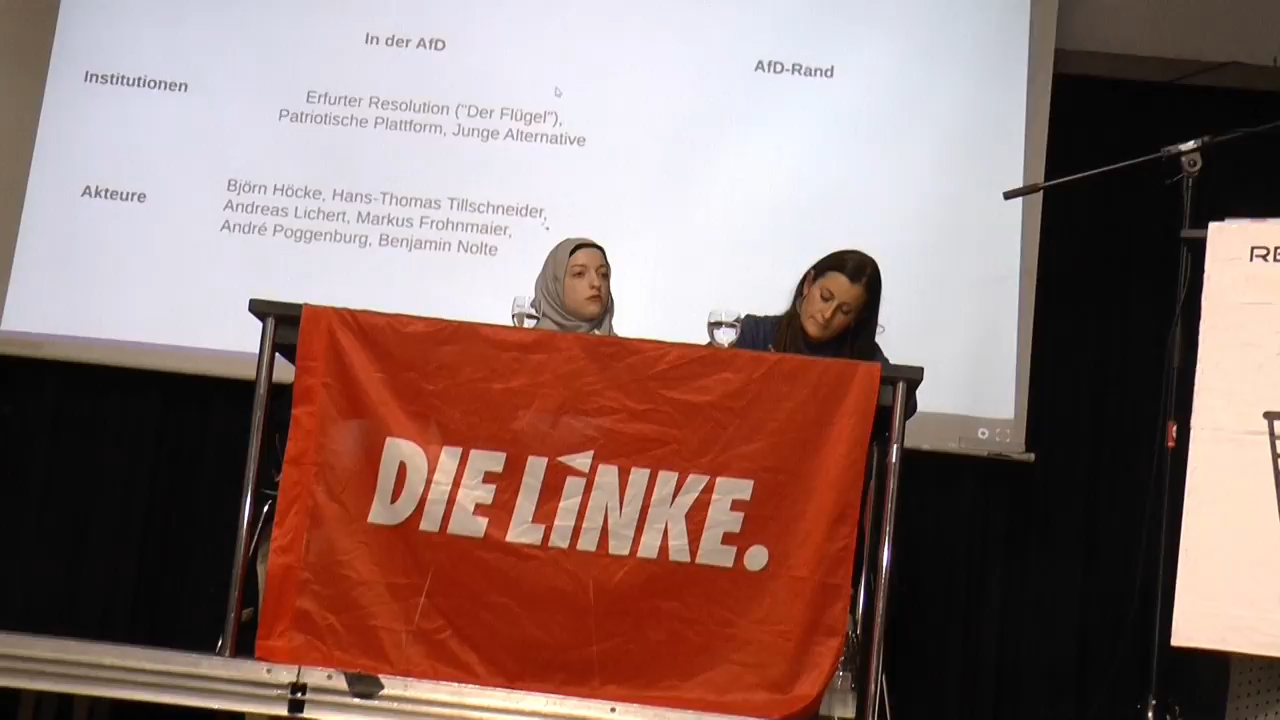 In der AfD
AfD-Rand
Institutionen
Erfurter Resolution ("Der Flügel"),
Patriotische Plattform, Junge Alternative
Akteure
Björn Höcke, Hans-Thomas Tillschneider,
Andreas Lichert, Markus Frohnmaier,
André Poggenburg, Benjamin Nolte
DIE LINKE.